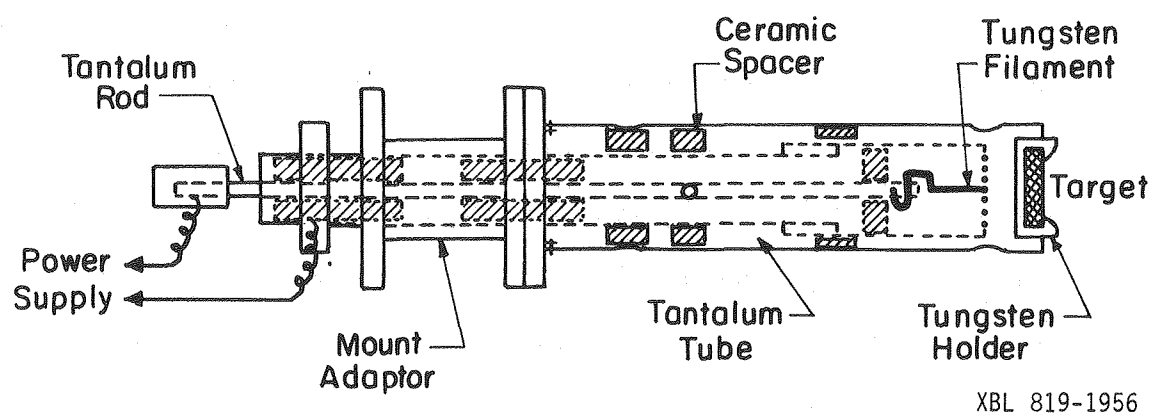 Ceramic
Spacer
Tungsten
Filament
Tantalum
Rod
Target
Power
Supply
Mount
Adaptor
Tantalum
Tube
Tungsten
Holder
XBL 819-1956